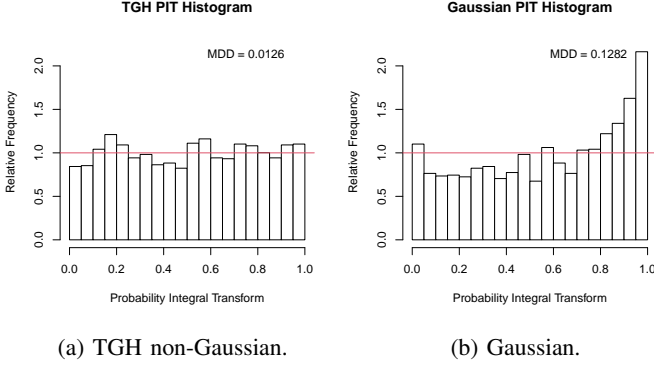 TGH PIT Histogram
MDD = 0.0126
Relative Frequency
0.0 0.5 1.0 1.5 2.0
0.0 0.2 0.4 0.6 0.8 1.0
Probability Integral Transform
(a) TGH non-Gaussian.
Gaussian PIT Histogram
MDD = 0.1282
Relative Frequency
0.0 0.5 1.0 1.5 2.0
0.0 0.2 0.4 0.6 0.8 1.0
Probability Integral Transform
(b) Gaussian.